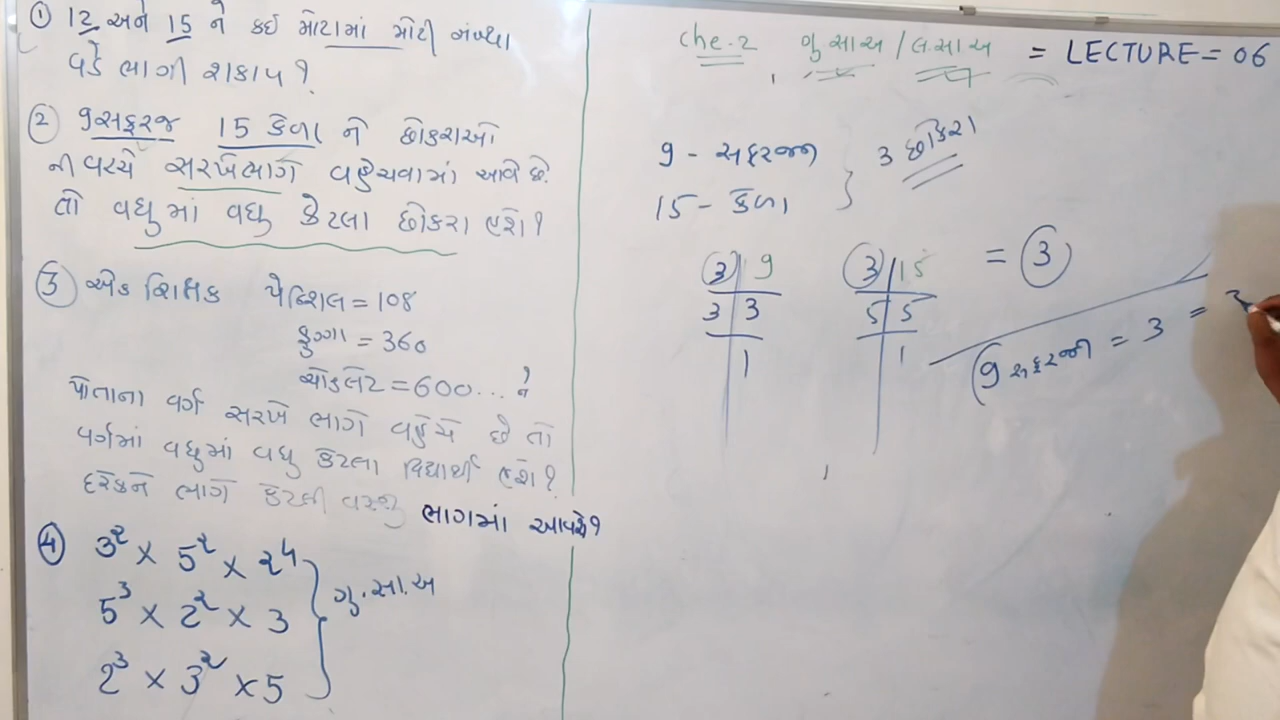 ① 12 અને 15 ને કઈ મોટામાં મોટી સંખ્યા
વડે ભાગી શકાય ?
② 9 સફરજ 15 કેળા ને છોકરાઓ
ની વચ્ચે સરખેભાગે વહેચવામાં આવે છે.
તો વધુ માં વધુ કેટલા છોકરા હશે ?
③ એક શિક્ષક પેન્સિલ = 108
ફુગ્ગા = 360
ચોકલેટ = 600 ... ? ને
પોતાના વર્ગ સરખે ભાગે વહેંચે છે તો
વર્ગમાં વધુમાં વધુ કેટલા વિદ્યાર્થી હશે ?
દરેકને ભાગે કેટલી વસ્તુ ભાગમાં આવશે ?
④ 3² × 5² × 2⁴
5³ × 2² × 3 } ગુ.સા.અ
2³ × 3² × 5
Che-2 ગુ સા અ / લ.સા.અ = LECTURE = 06
9 - સફરજન } 3 છોકરા
15 - કેળા
3 | 9 3 | 15 = 3
3 | 3 5 | 5
1 1
9 સફરજન = 3 = 3